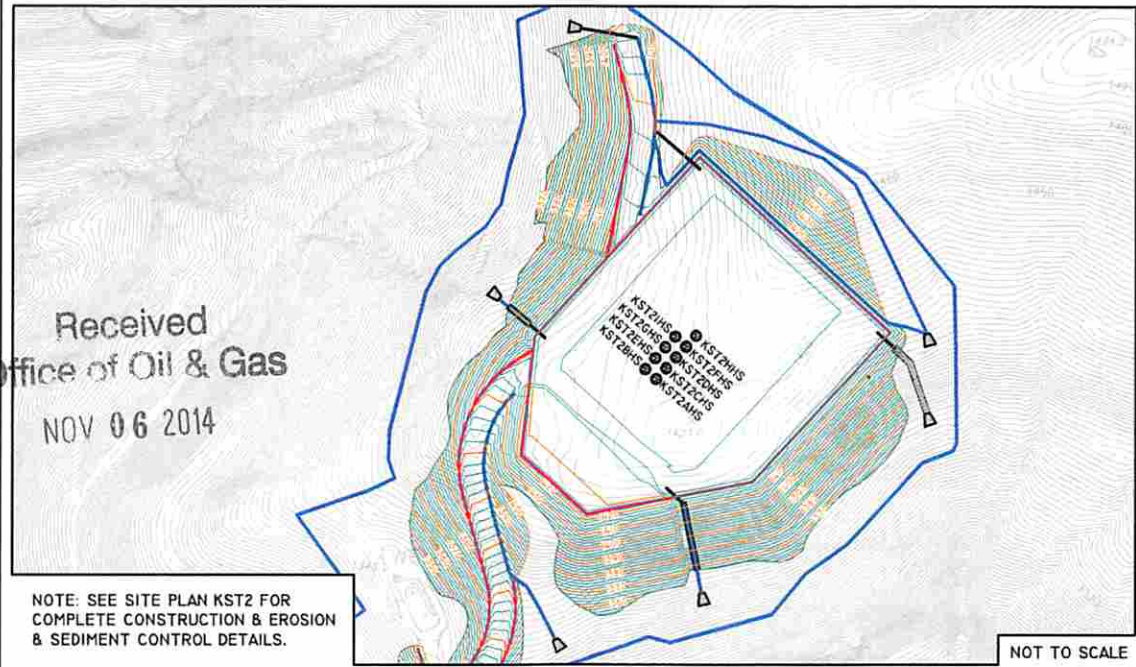 Received
Office of Oil & Gas
NOV 06 2014
KST2IHS
KST2GHS
KST2EHS
KST2BHS
KST2HHS
KST2FHS
KST2DHS
KST2CHS
KST2AHS
NOTE: SEE SITE PLAN KST2 FOR
COMPLETE CONSTRUCTION & EROSION
& SEDIMENT CONTROL DETAILS.
NOT TO SCALE